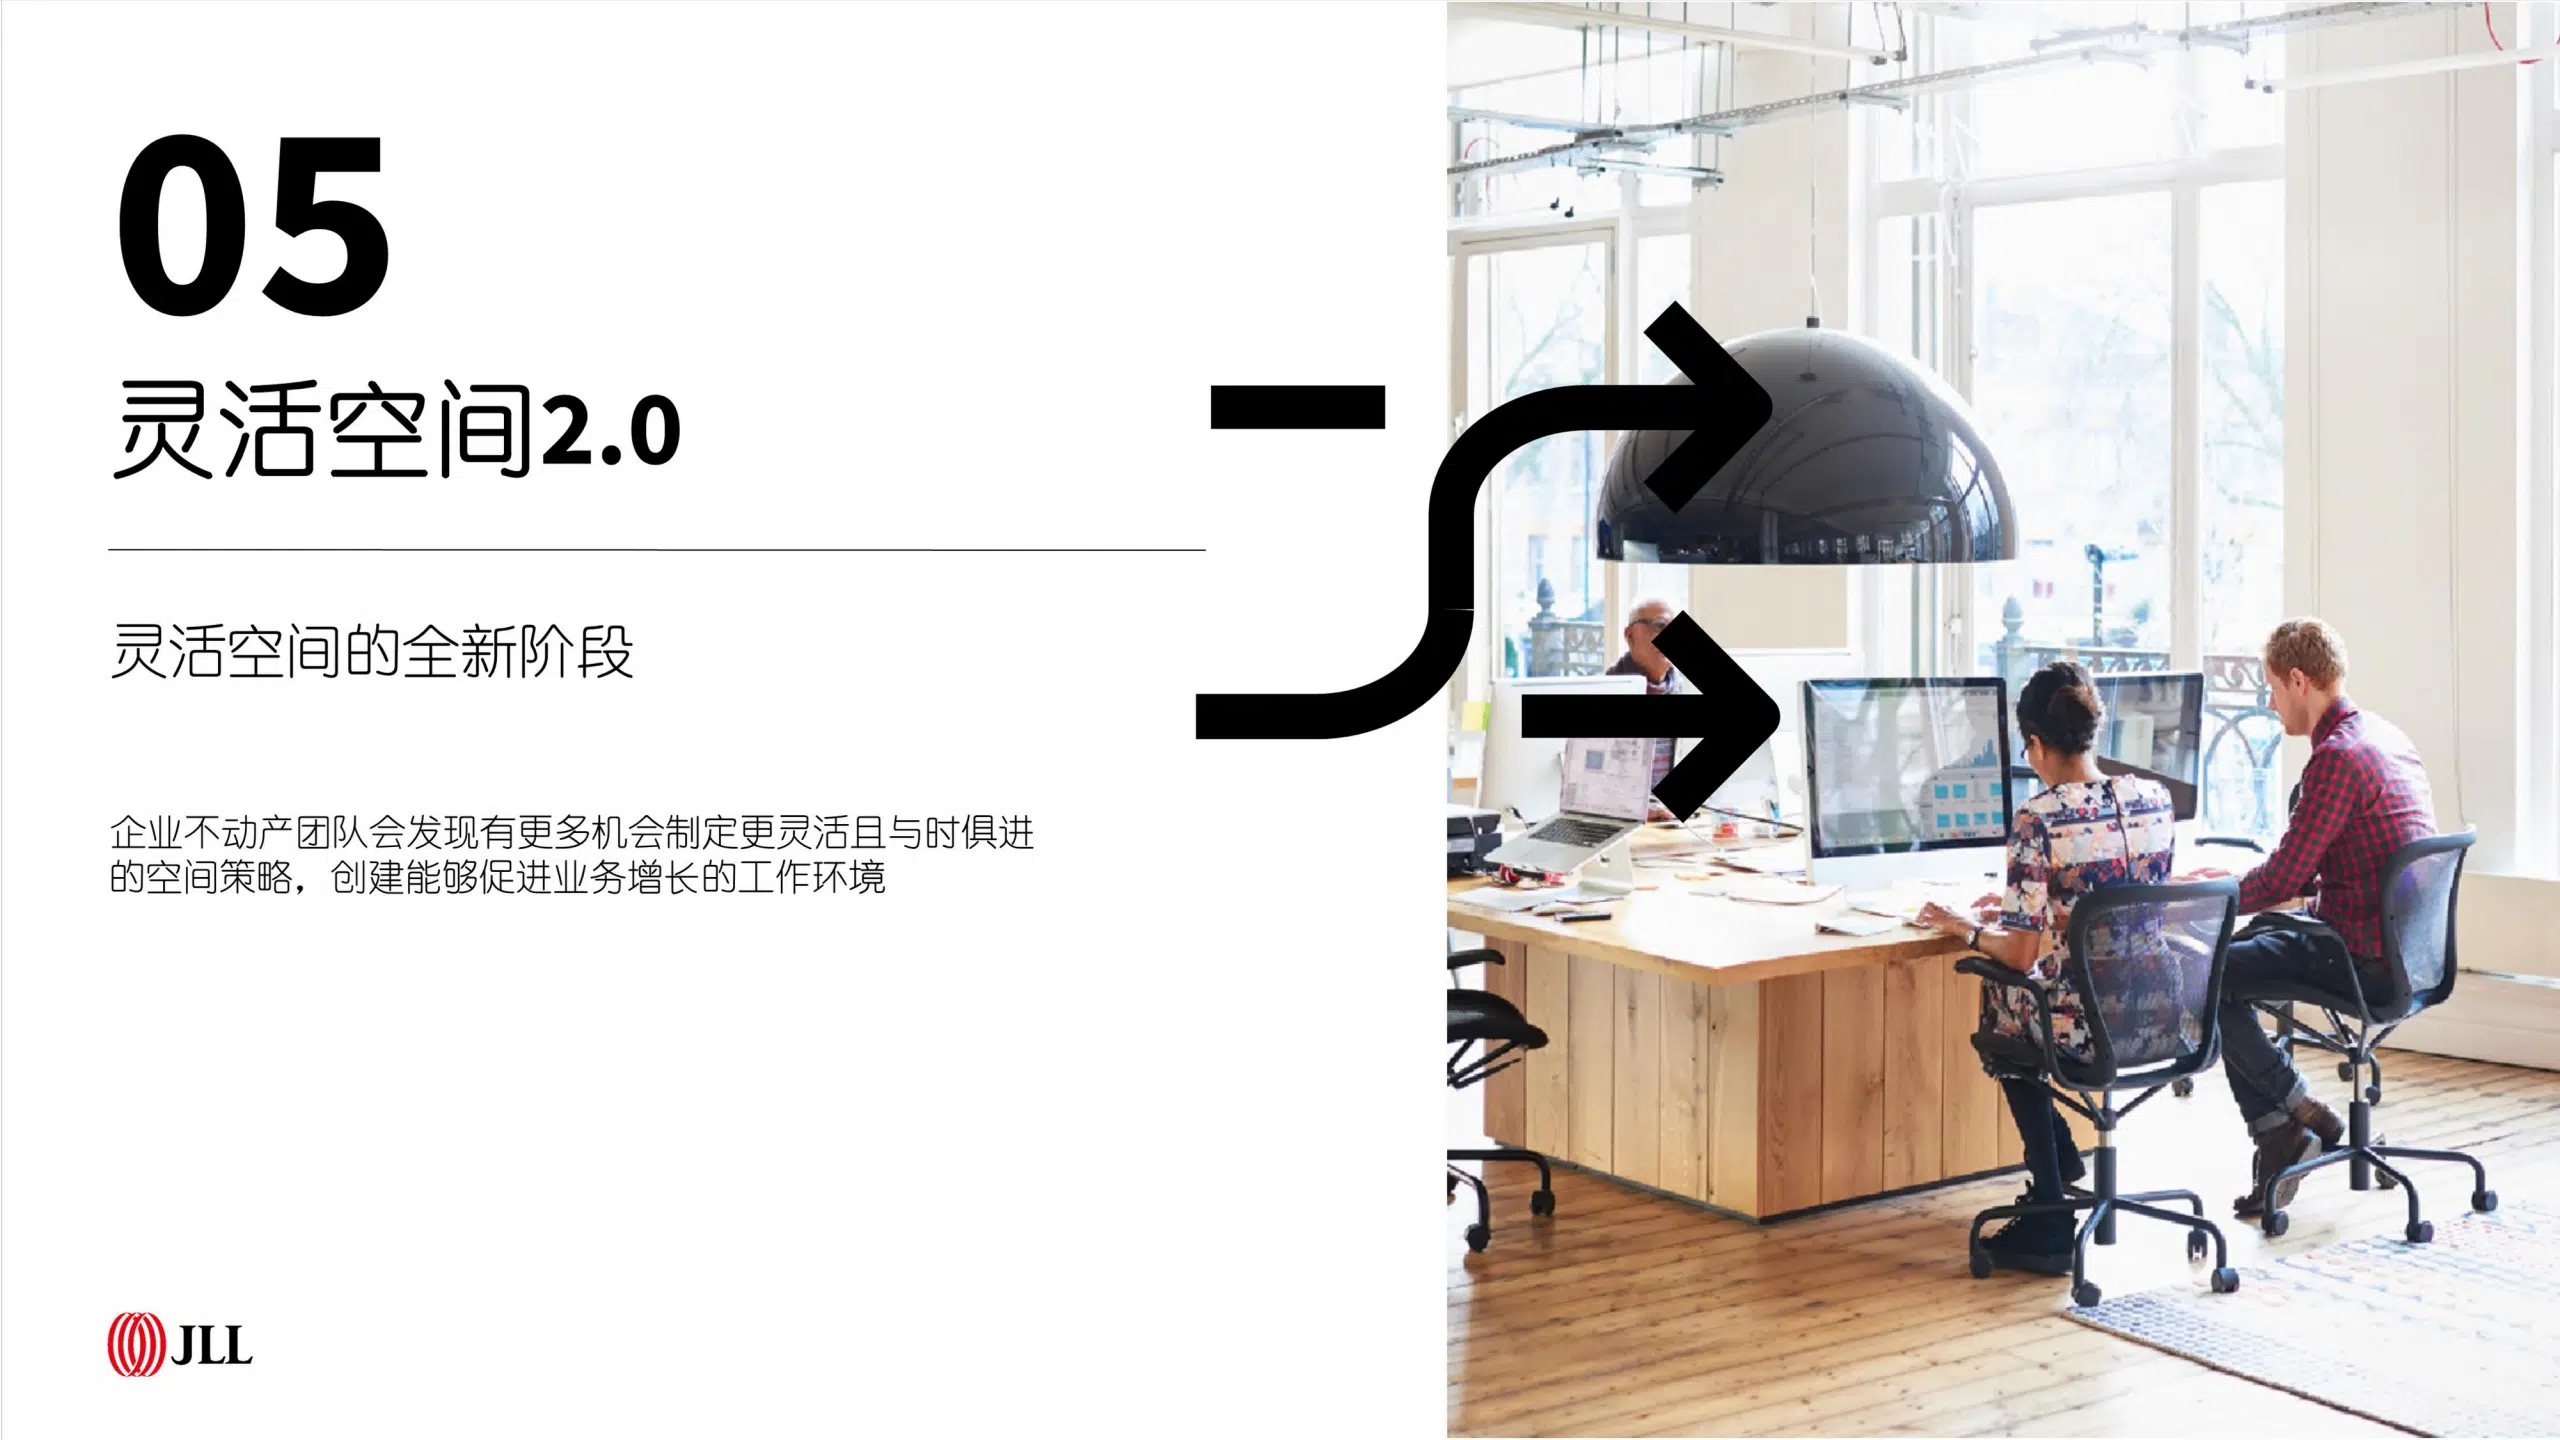 05
灵活空间2.0
灵活空间的全新阶段
企业不动产团队会发现有更多机会制定更灵活且与时俱进
的空间策略，创建能够促进业务增长的工作环境
JLL